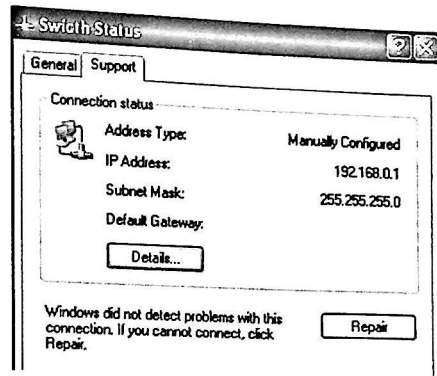 Swicth Status
General Support
Connection status
Address Type: Manually Configured
IP Address: 192.168.0.1
Subnet Mask: 255.255.255.0
Default Gateway:
Details...
Windows did not detect problems with this
connection. If you cannot connect, click
Repair.
Repair